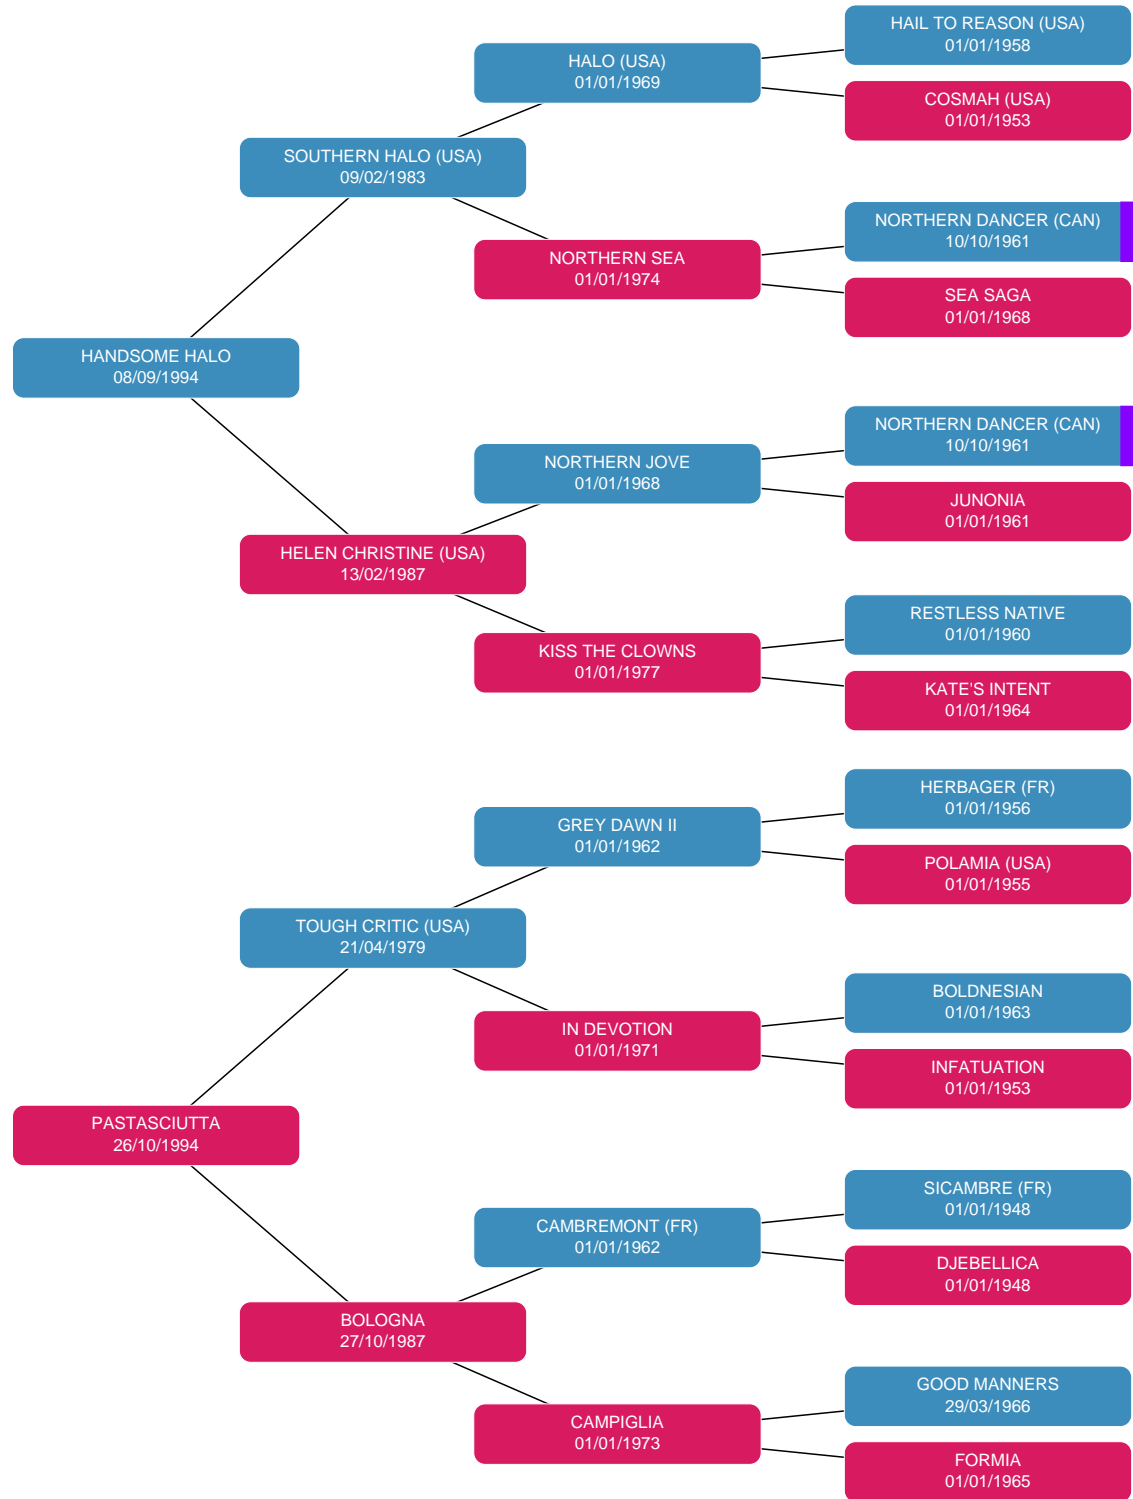 HAIL TO REASON (USA)
01/01/1958
HALO (USA)
01/01/1969
COSMAH (USA)
01/01/1953
SOUTHERN HALO (USA)
09/02/1983
NORTHERN DANCER (CAN)
10/10/1961
NORTHERN SEA
01/01/1974
SEA SAGA
01/01/1968
HANDSOME HALO
08/09/1994
NORTHERN DANCER (CAN)
10/10/1961
NORTHERN JOVE
01/01/1968
JUNONIA
01/01/1961
HELEN CHRISTINE (USA)
13/02/1987
RESTLESS NATIVE
01/01/1960
KISS THE CLOWNS
01/01/1977
KATE'S INTENT
01/01/1964
HERBAGER (FR)
01/01/1956
GREY DAWN II
01/01/1962
POLAMIA (USA)
01/01/1955
TOUGH CRITIC (USA)
21/04/1979
BOLDNESIAN
01/01/1963
IN DEVOTION
01/01/1971
INFATUATION
01/01/1953
PASTASCIUTTA
26/10/1994
SICAMBRE (FR)
01/01/1948
CAMBREMONT (FR)
01/01/1962
DJEBELLICA
01/01/1948
BOLOGNA
27/10/1987
GOOD MANNERS
29/03/1966
CAMPIGLIA
01/01/1973
FORMIA
01/01/1965